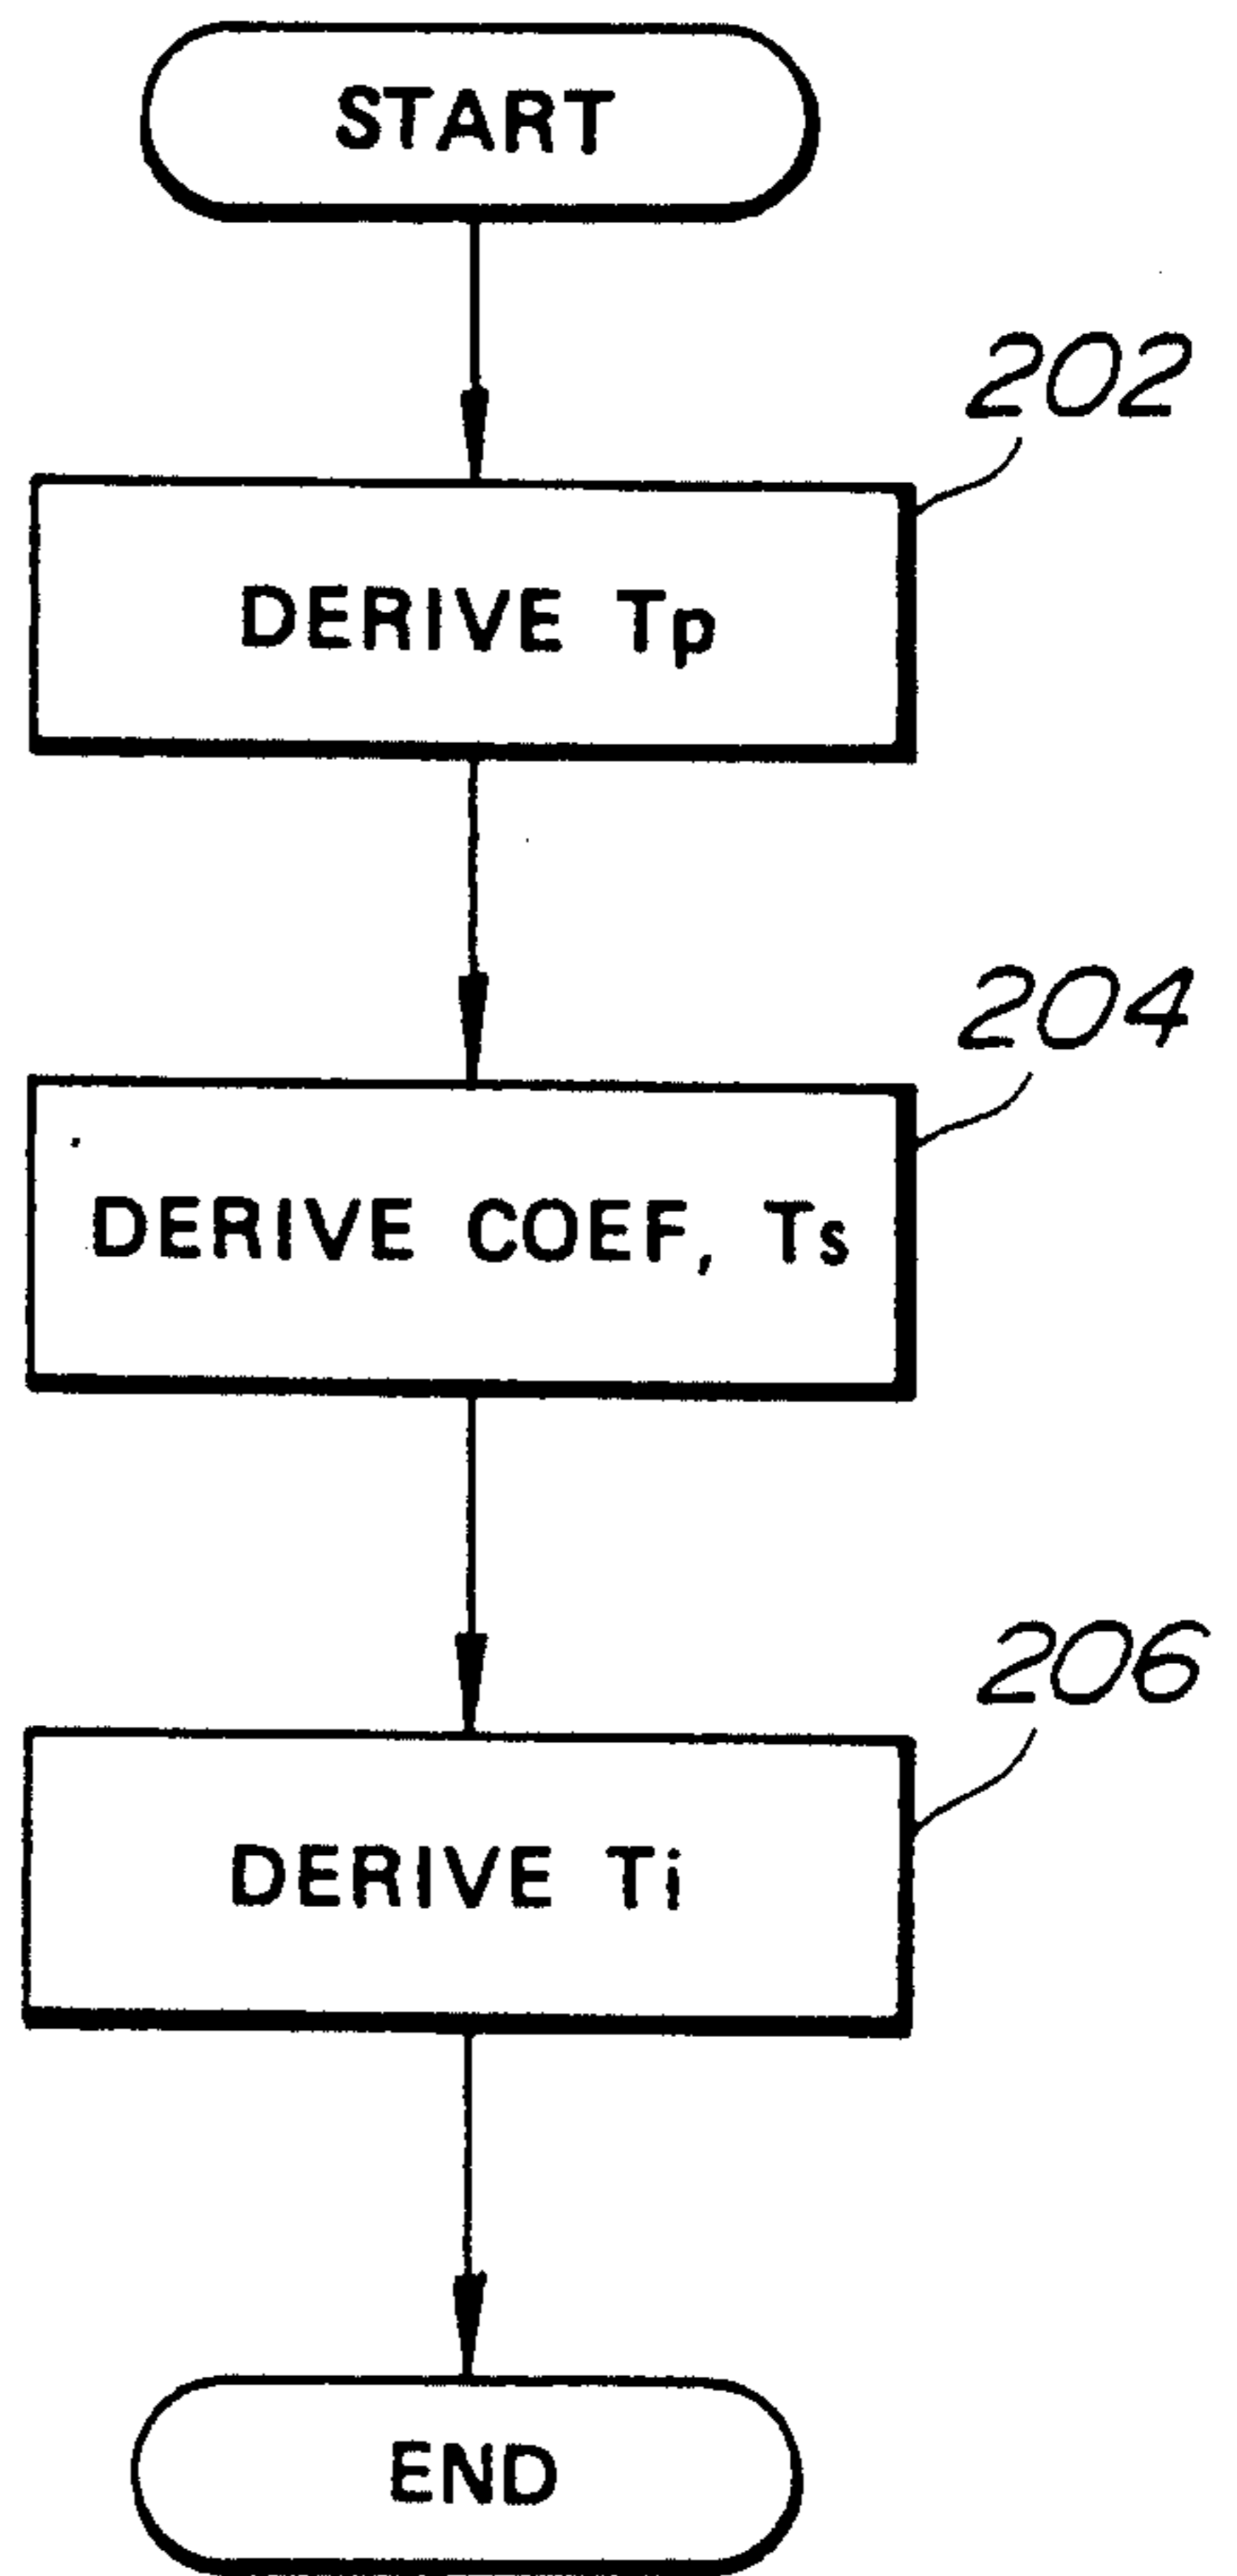 START
202
DERIVE Tp
204
DERIVE COEF, Ts
206
DERIVE Ti
END